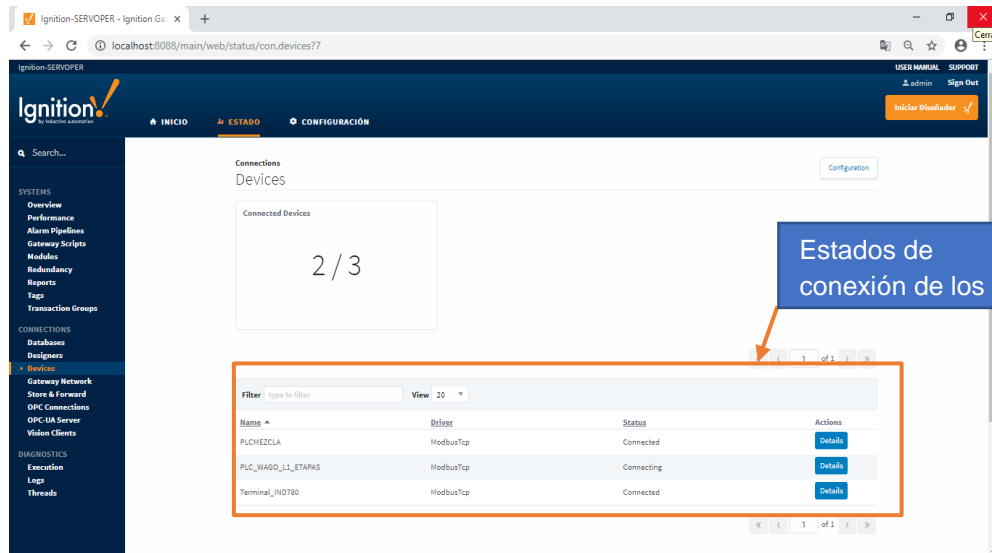 Ignition-SERVOPER - Ignition Gat
localhost:8088/main/web/status/con.devices?7
Cerra
Ignition-SERVOPER
USER MANUAL SUPPORT
admin Sign Out
Ignition!
by inductive automation
INICIO ESTADO CONFIGURACIÓN
Iniciar Diseñador
Search...
Connections
Devices
Configuration
SYSTEMS
Overview
Performance
Alarm Pipelines
Gateway Scripts
Modules
Redundancy
Reports
Tags
Transaction Groups
CONNECTIONS
Databases
Designers
Devices
Gateway Network
Store & Forward
OPC Connections
OPC-UA Server
Vision Clients
DIAGNOSTICS
Execution
Logs
Threads
Connected Devices
2 / 3
Estados de
conexión de los
« ‹ 1 of 1 › »
Filter type to filter View 20
Name Driver Status Actions
PLCMEZCLA ModbusTcp Connected Details
PLC_WAGO_L1_ETAPAS ModbusTcp Connecting Details
Terminal_IND780 ModbusTcp Connected Details
« ‹ 1 of 1 › »